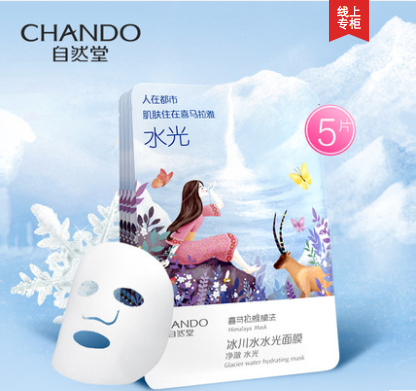 CHANDO
自然堂
线上
专柜
人在都市
肌肤住在喜马拉雅
水光
5片
CHANDO
自然堂
喜马拉雅膜法
Himalaya Mask
冰川水水光面膜
净澈 水光
Glacier water hydrating mask